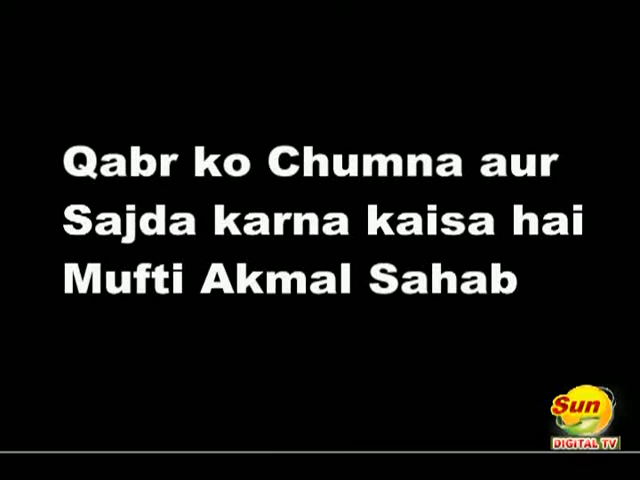 Qabr ko Chumna aur
Sajda karna kaisa hai
Mufti Akmal Sahab
Sun
DIGITAL TV